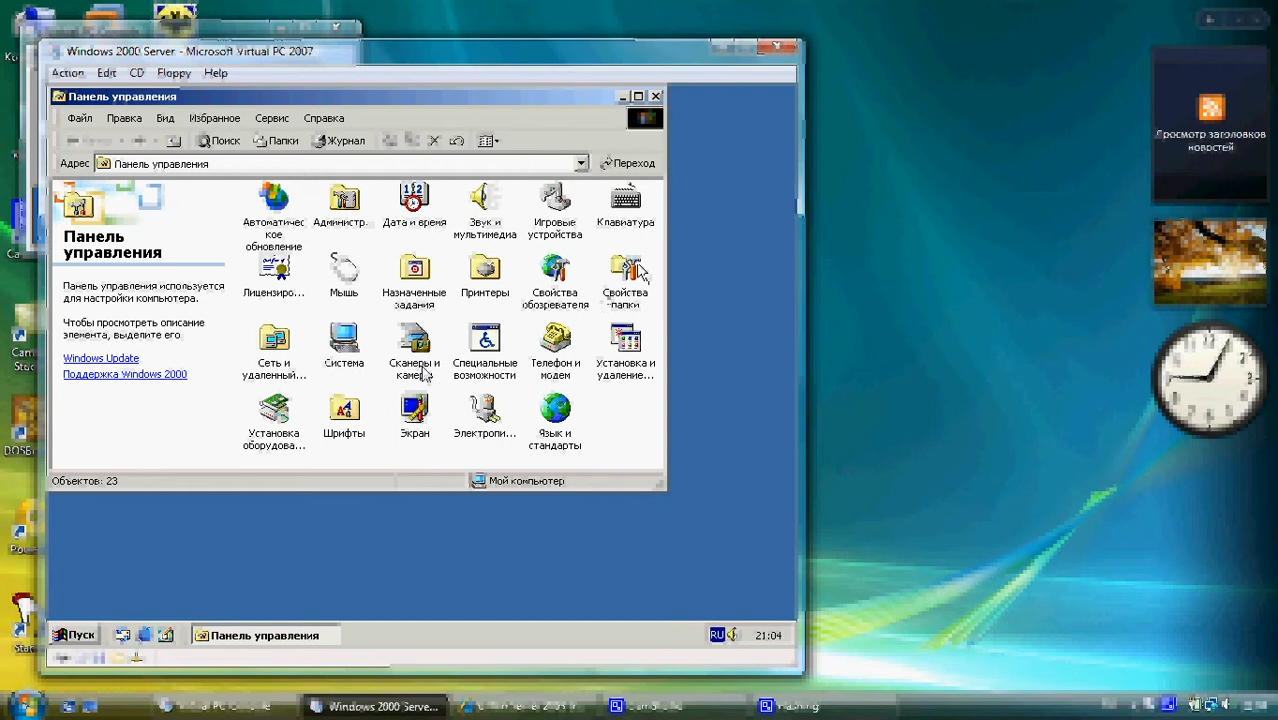 Windows 2000 Server - Microsoft Virtual PC 2007
Action Edit CD Floppy Help
Панель управления
Файл Правка Вид Избранное Сервис Справка
Поиск Папки Журнал
Адрес Панель управления Переход
Панель
управления
Панель управления используется
для настройки компьютера.
Чтобы просмотреть описание
элемента, выделите его
Windows Update
Поддержка Windows 2000
Автоматичес
кое
обновление
Администр...
Дата и время
Звук и
мультимедиа
Игровые
устройства
Клавиатура
Лицензиро...
Мышь
Назначенные
задания
Принтеры
Свойства
обозревателя
Свойства
папки
Сеть и
удаленный...
Система
Сканеры и
камеры
Специальные
возможности
Телефон и
модем
Установка и
удаление...
Установка
оборудова...
Шрифты
Экран
Электропи...
Язык и
стандарты
Объектов: 23
Мой компьютер
Пуск
Панель управления
RU
21:04
Просмотр заголовков
новостей
Windows 2000 Serve...